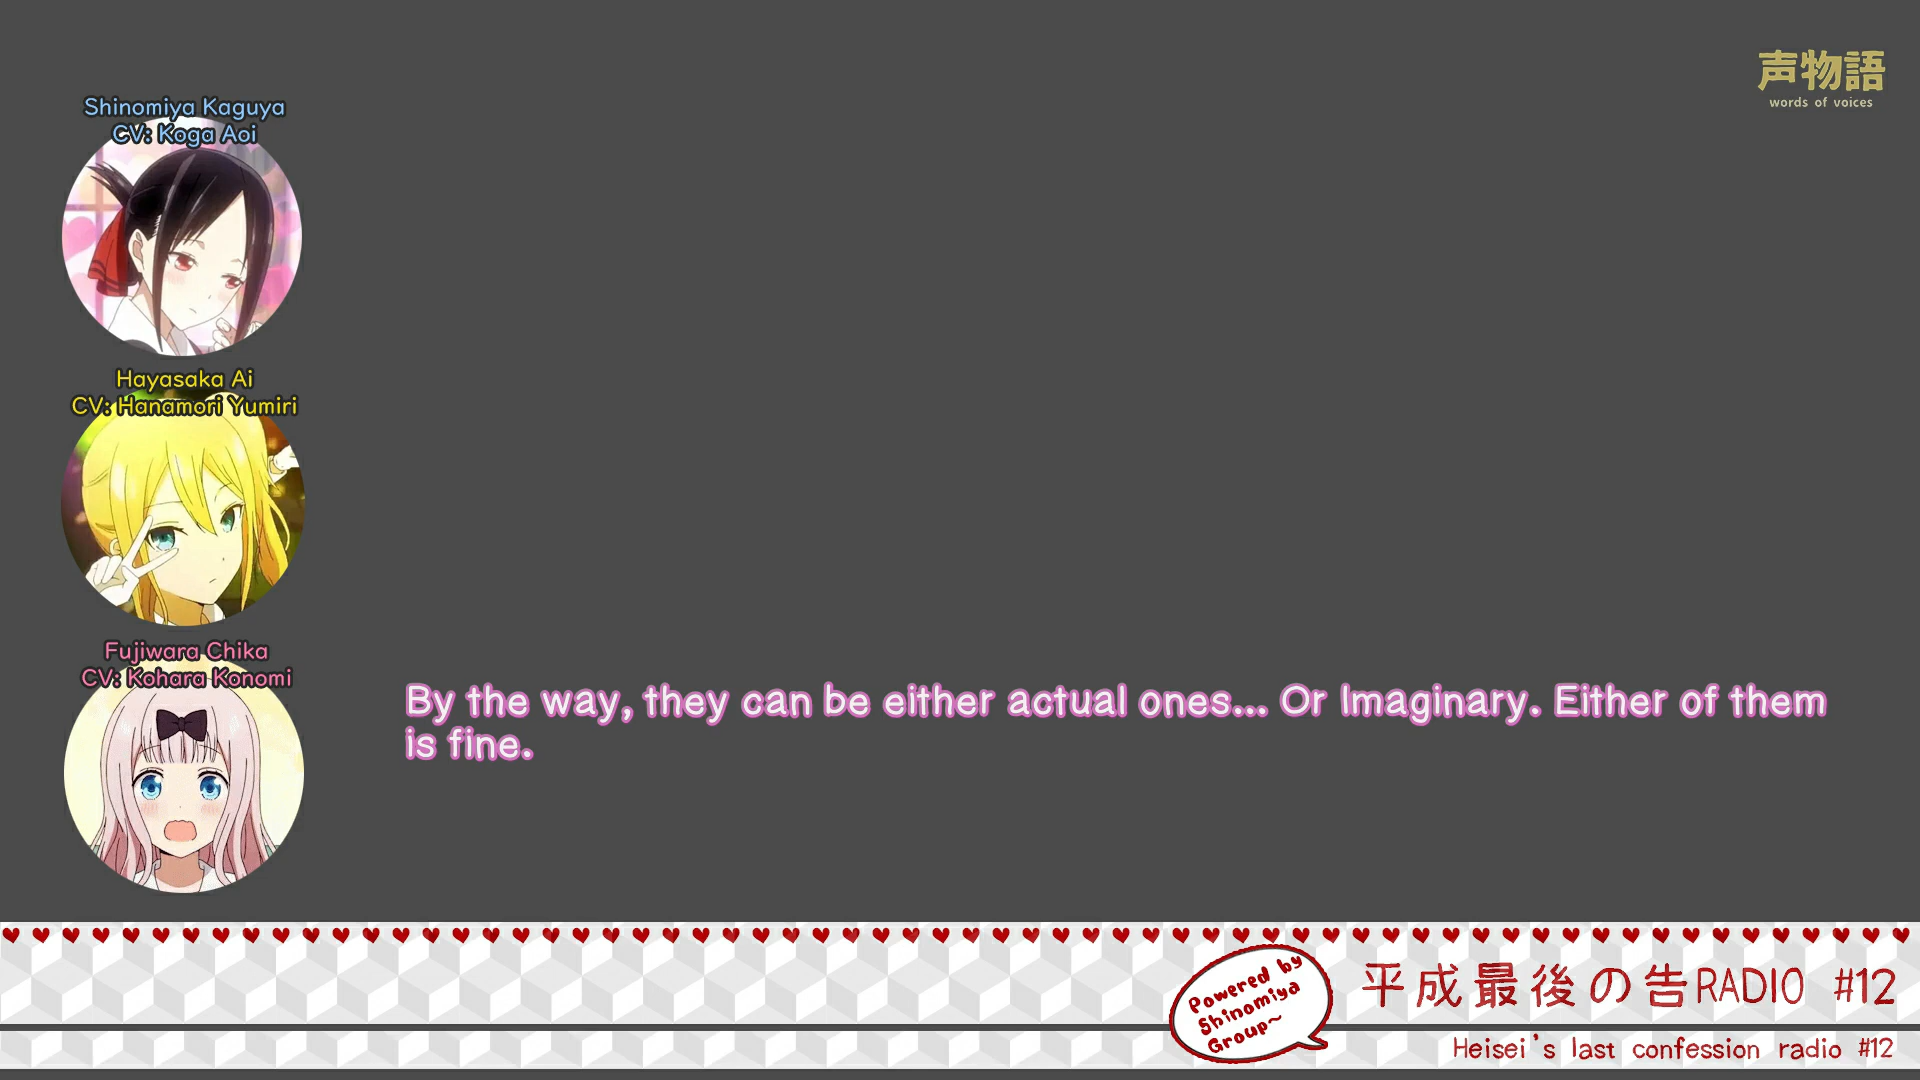 声物語
words of voices
Shinomiya Kaguya
CV: Koga Aoi
Hayasaka Ai
CV: Hanamori Yumiri
Fujiwara Chika
CV: Kohara Konomi
By the way, they can be either actual ones... Or Imaginary. Either of them
is fine.
Powered by
Shinomiya
Group~
平成最後の告RADIO #12
Heisei's last confession radio #12